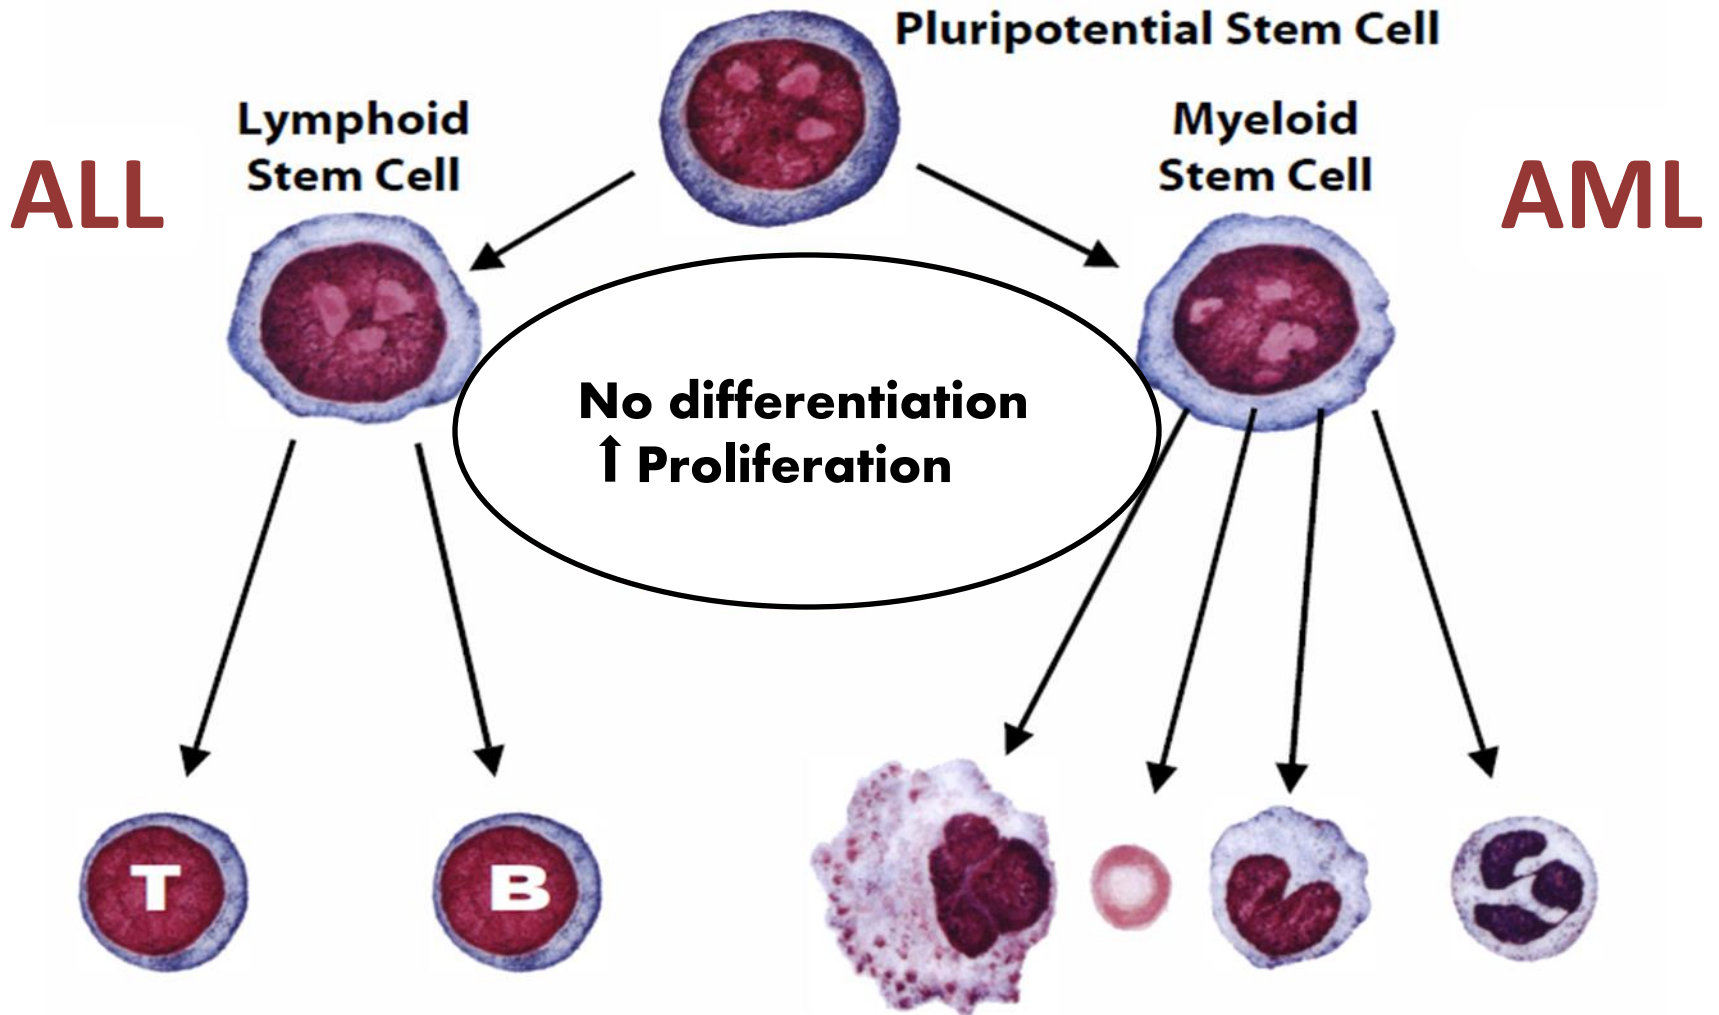 Pluripotential Stem Cell
Lymphoid
Stem Cell
Myeloid
Stem Cell
ALL
AML
No differentiation
↑ Proliferation
T
B